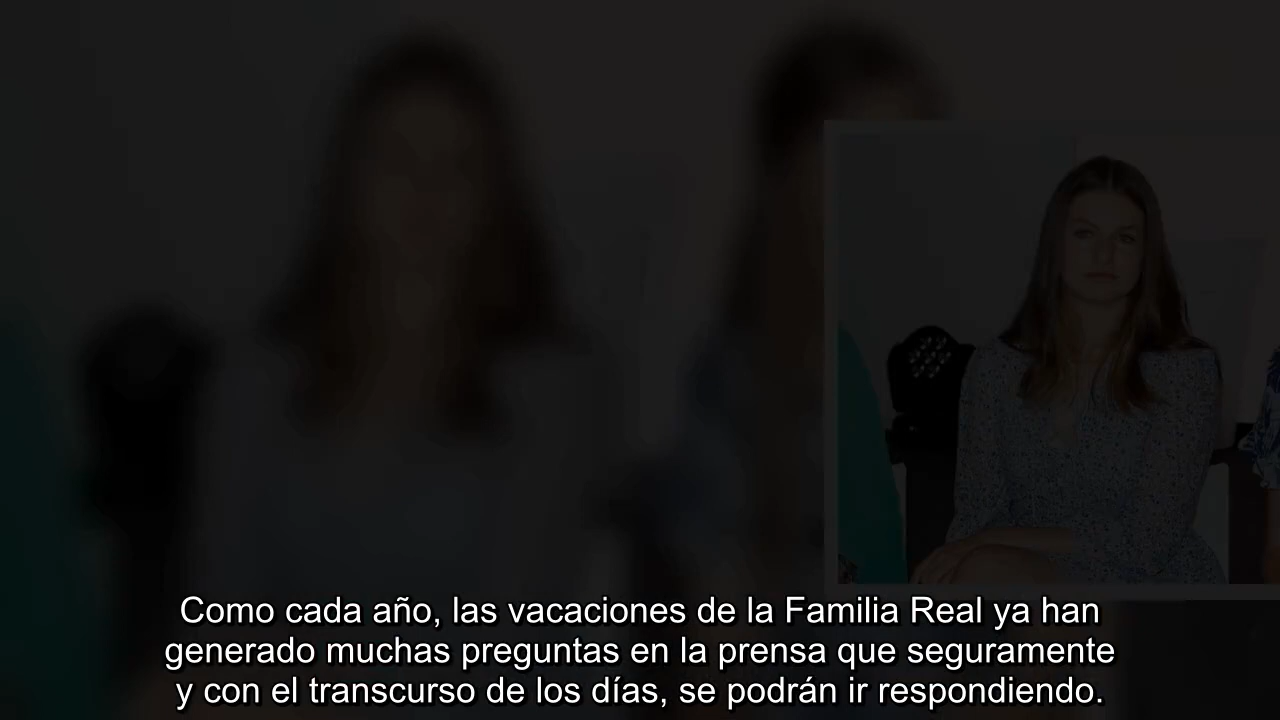 Como cada año, las vacaciones de la Familia Real ya han
generado muchas preguntas en la prensa que seguramente
y con el transcurso de los días, se podrán ir respondiendo.